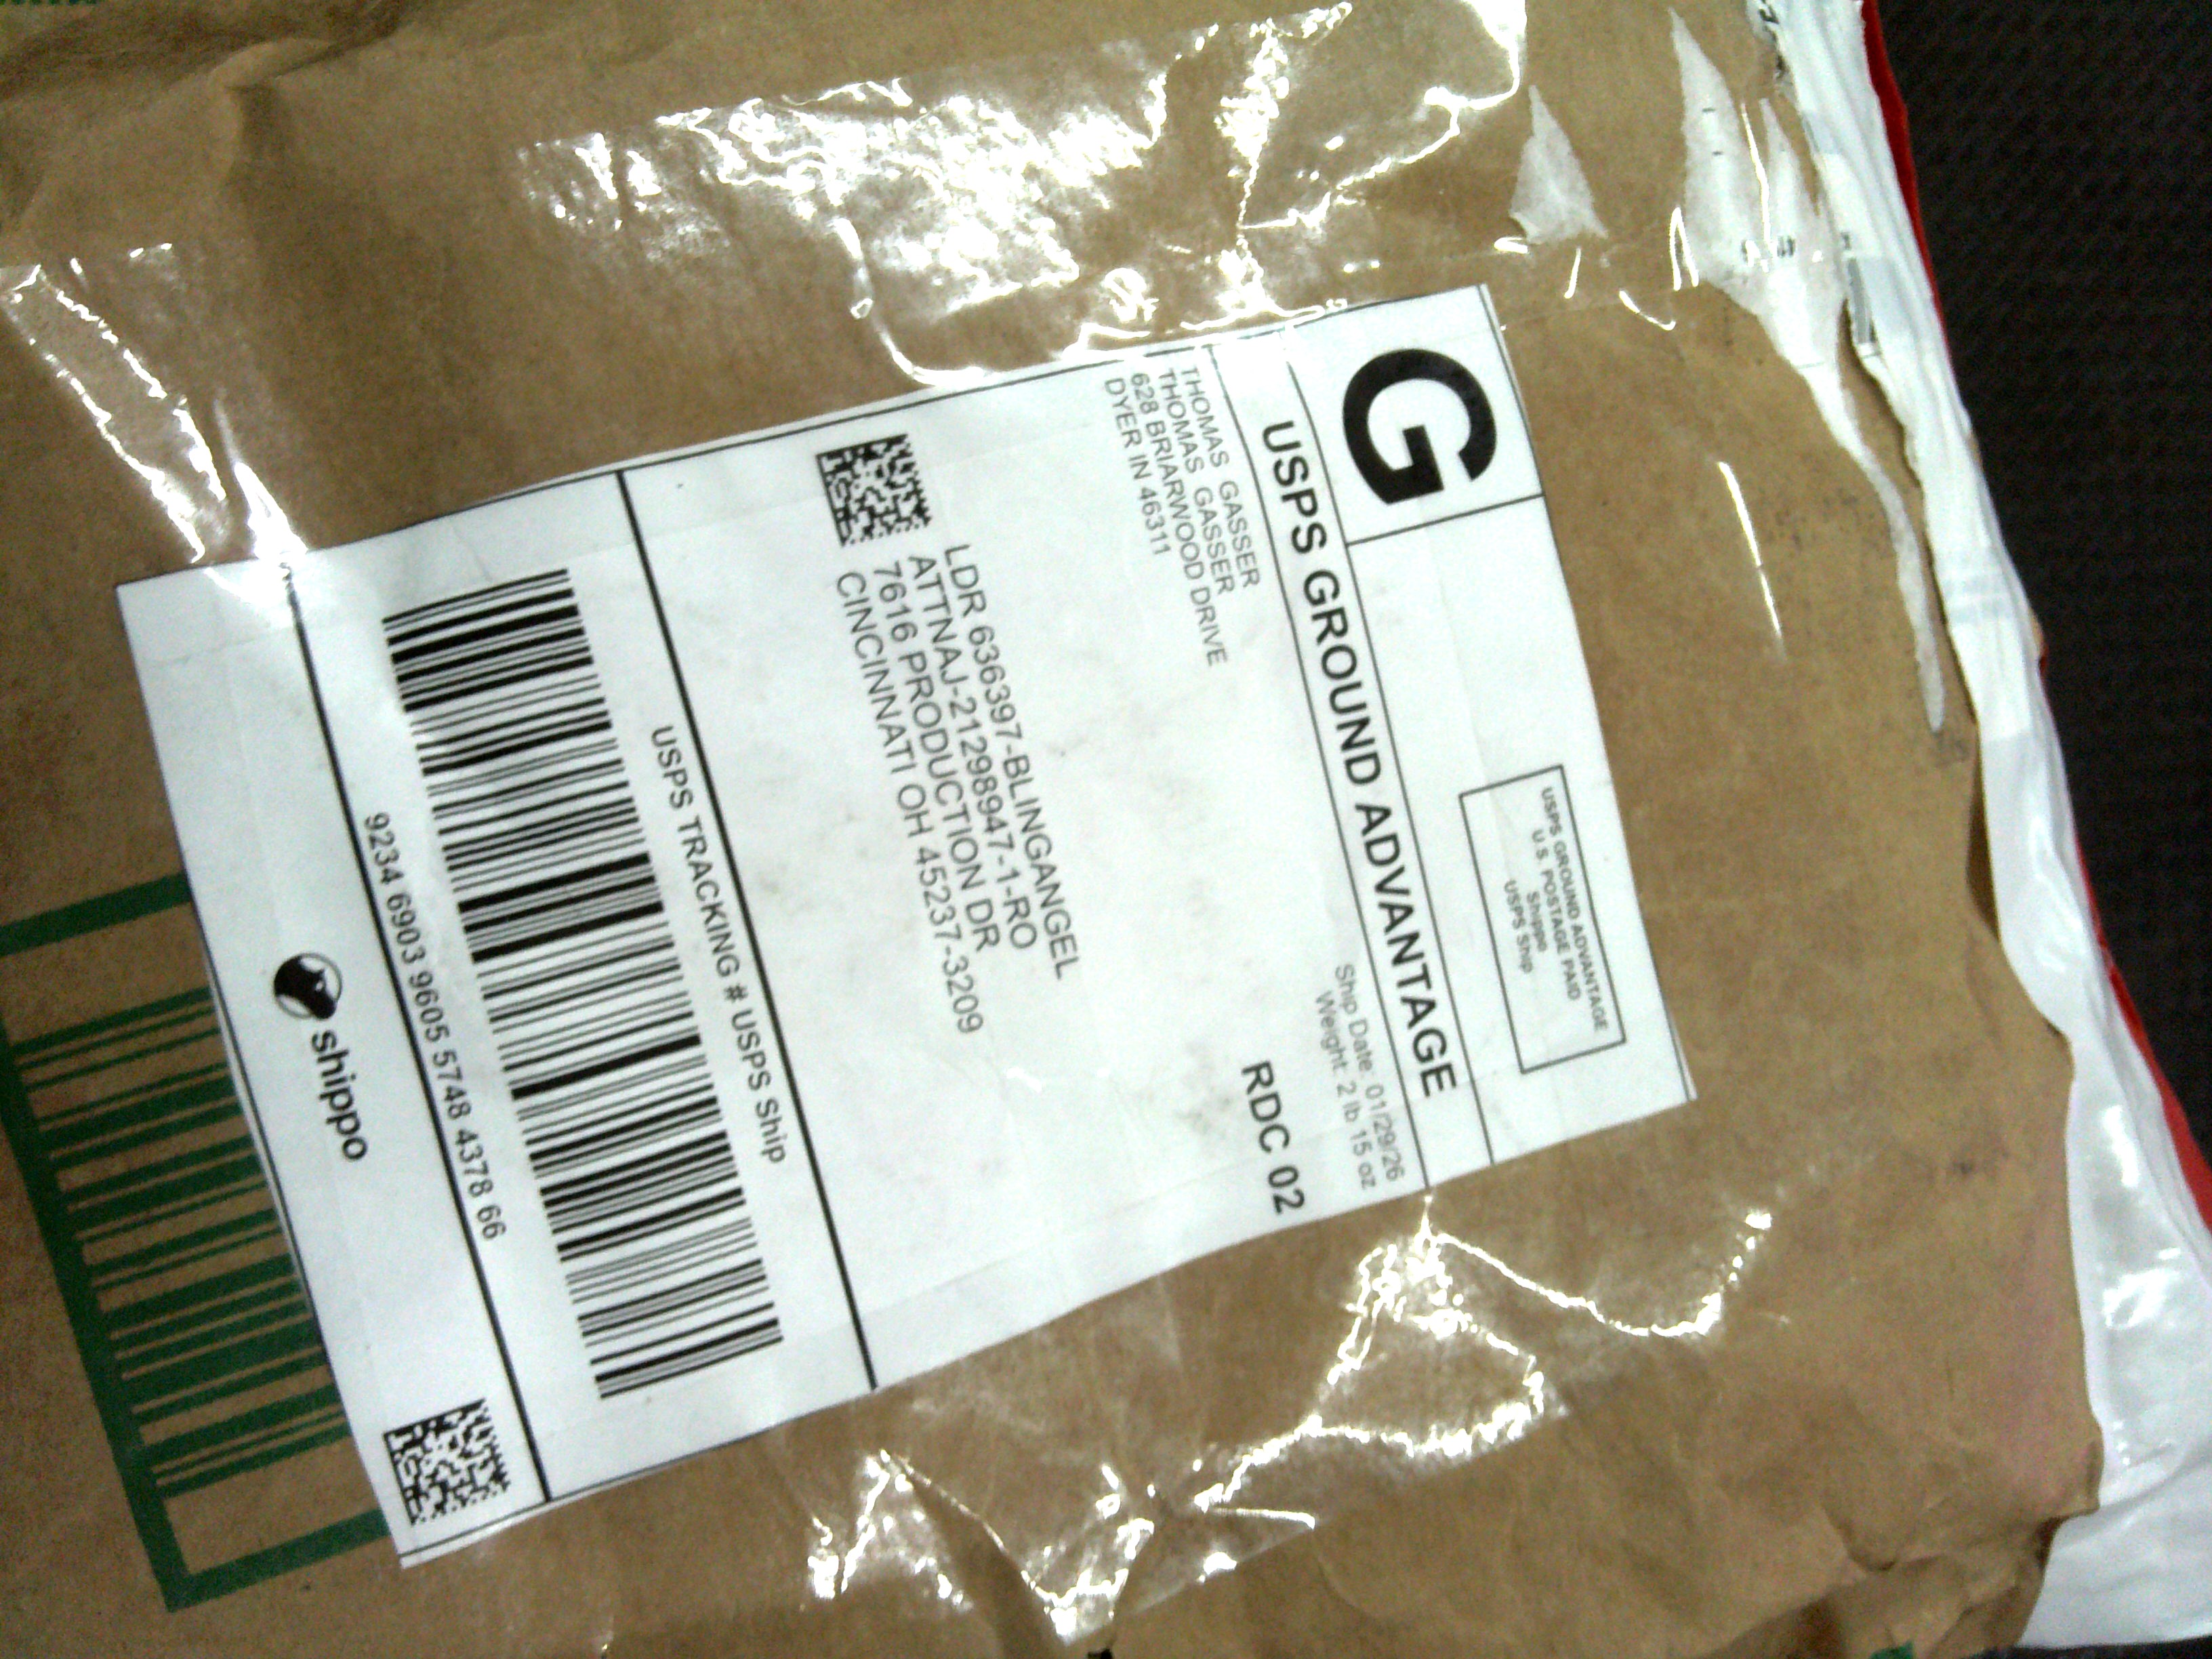 G
USPS GROUND ADVANTAGE
U.S. POSTAGE PAID
Shippo
USPS Ship
USPS GROUND ADVANTAGE
THOMAS GASSER
THOMAS GASSER
628 BRIARWOOD DRIVE
DYER IN 46311
Ship Date: 01/29/26
Weight: 2 lb 15 oz
RDC 02
LDR 636397-BLINGANGEL
ATTNAJ-21298947-1-RO
7616 PRODUCTION DR
CINCINNATI OH 45237-3209
USPS TRACKING # USPS Ship
9234 6903 9605 5748 4378 66
shippo